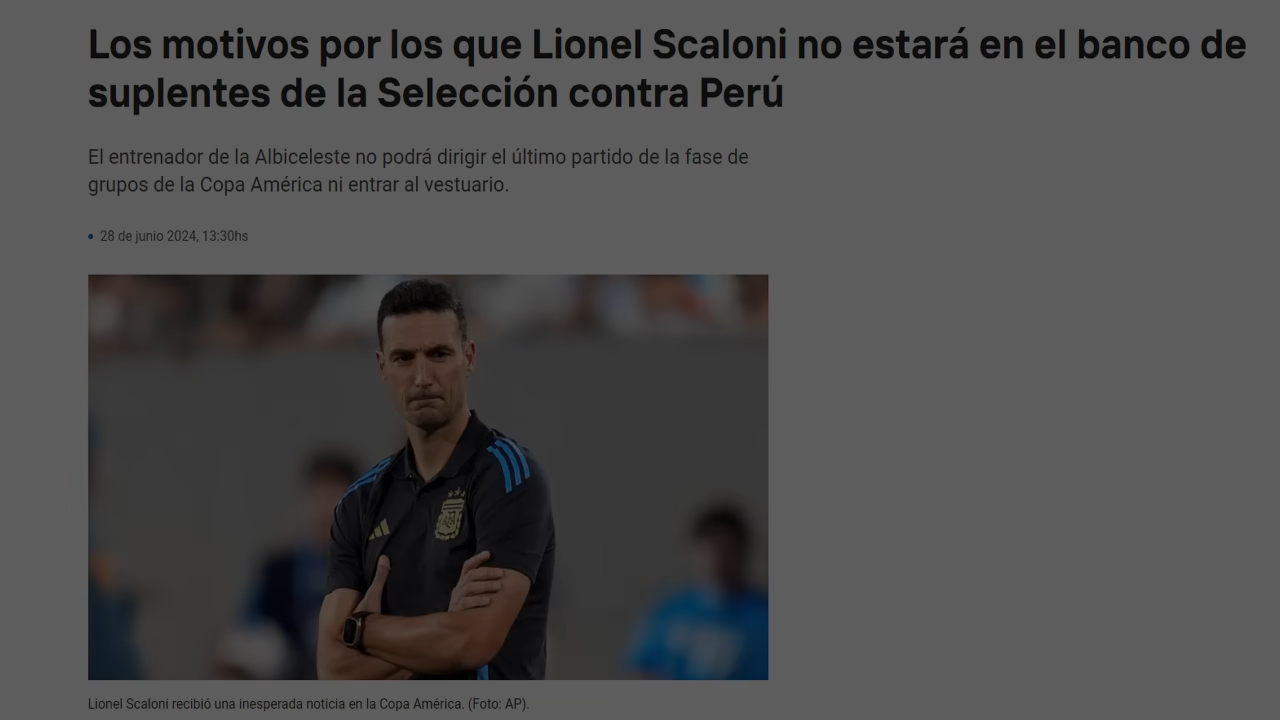 Los motivos por los que Lionel Scaloni no estará en el banco de
suplentes de la Selección contra Perú
El entrenador de la Albiceleste no podrá dirigir el último partido de la fase de
grupos de la Copa América ni entrar al vestuario.
28 de junio 2024, 13:30hs
Lionel Scaloni recibió una inesperada noticia en la Copa América. (Foto: AP).